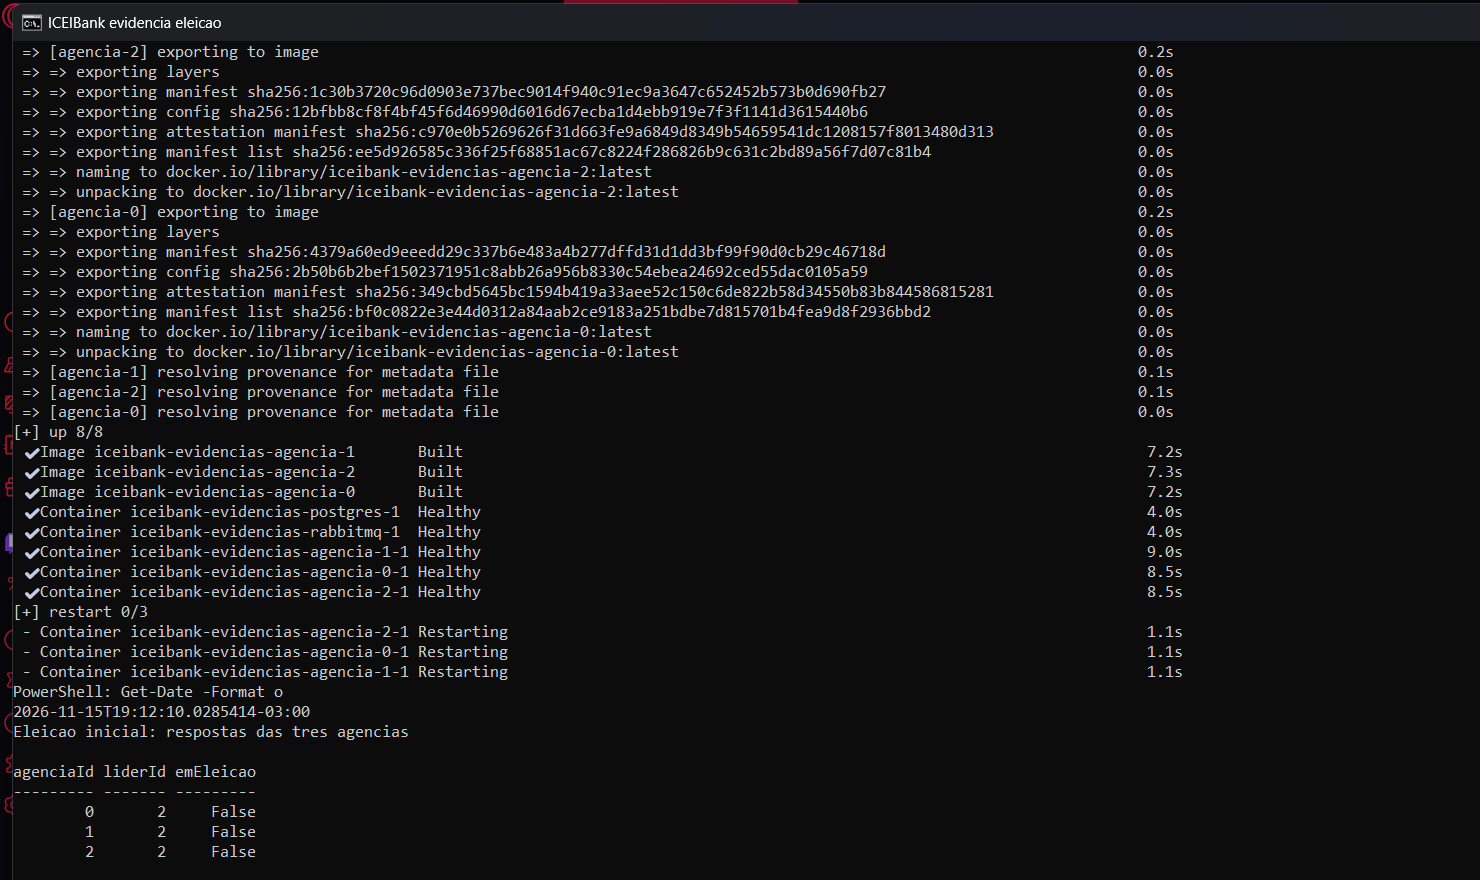 ICEIBank evidencia eleicao
=> [agencia-2] exporting to image 0.2s
=> => exporting layers 0.0s
=> => exporting manifest sha256:1c30b3720c96d0903e737bec9014f940c91ec9a3647c652452b573b0d690fb27 0.0s
=> => exporting config sha256:12bfbb8cf8f4bf45f6d46990d6016d67ecba1d4ebb919e7f3f1141d3615440b6 0.0s
=> => exporting attestation manifest sha256:c970e0b5269626f31d663fe9a6849d8349b54659541dc1208157f8013480d313 0.0s
=> => exporting manifest list sha256:ee5d926585c336f25f68851ac67c8224f286826b9c631c2bd89a56f7d07c81b4 0.0s
=> => naming to docker.io/library/iceibank-evidencias-agencia-2:latest 0.0s
=> => unpacking to docker.io/library/iceibank-evidencias-agencia-2:latest 0.0s
=> [agencia-0] exporting to image 0.2s
=> => exporting layers 0.0s
=> => exporting manifest sha256:4379a60ed9eeedd29c337b6e483a4b277dffd31d1dd3bf99f90d0cb29c46718d 0.0s
=> => exporting config sha256:2b50b6b2bef1502371951c8abb26a956b8330c54ebea24692ced55dac0105a59 0.0s
=> => exporting attestation manifest sha256:349cbd5645bc1594b419a33aee52c150c6de822b58d34550b83b844586815281 0.0s
=> => exporting manifest list sha256:bf0c0822e3e44d0312a84aab2ce9183a251bdbe7d815701b4fea9d8f2936bbd2 0.0s
=> => naming to docker.io/library/iceibank-evidencias-agencia-0:latest 0.0s
=> => unpacking to docker.io/library/iceibank-evidencias-agencia-0:latest 0.0s
=> [agencia-1] resolving provenance for metadata file 0.1s
=> [agencia-2] resolving provenance for metadata file 0.1s
=> [agencia-0] resolving provenance for metadata file 0.0s
[+] up 8/8
✔Image iceibank-evidencias-agencia-1 Built 7.2s
✔Image iceibank-evidencias-agencia-2 Built 7.3s
✔Image iceibank-evidencias-agencia-0 Built 7.2s
✔Container iceibank-evidencias-postgres-1 Healthy 4.0s
✔Container iceibank-evidencias-rabbitmq-1 Healthy 4.0s
✔Container iceibank-evidencias-agencia-1-1 Healthy 9.0s
✔Container iceibank-evidencias-agencia-0-1 Healthy 8.5s
✔Container iceibank-evidencias-agencia-2-1 Healthy 8.5s
[+] restart 0/3
- Container iceibank-evidencias-agencia-2-1 Restarting 1.1s
- Container iceibank-evidencias-agencia-0-1 Restarting 1.1s
- Container iceibank-evidencias-agencia-1-1 Restarting 1.1s
PowerShell: Get-Date -Format o
2026-11-15T19:12:10.0285414-03:00
Eleicao inicial: respostas das tres agencias
agenciaId liderId emEleicao
--------- ------- ---------
0 2 False
1 2 False
2 2 False